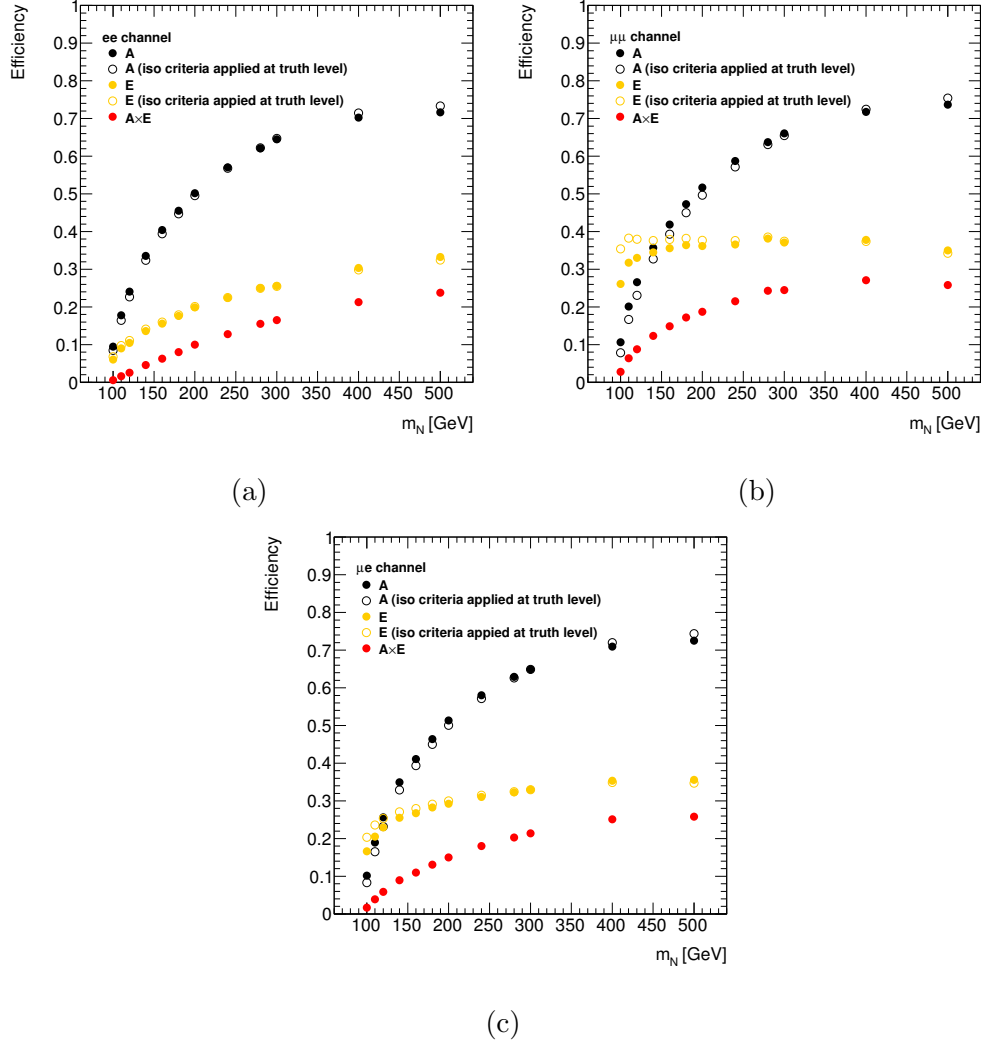 Efficiency
1
0.9
0.8
0.7
0.6
0.5
0.4
0.3
0.2
0.1
0
ee channel
A
A (iso criteria applied at truth level)
E
E (iso criteria appied at truth level)
A×E
100 150 200 250 300 350 400 450 500
m_N [GeV]
(a)
Efficiency
1
0.9
0.8
0.7
0.6
0.5
0.4
0.3
0.2
0.1
0
μμ channel
A
A (iso criteria applied at truth level)
E
E (iso criteria appied at truth level)
A×E
100 150 200 250 300 350 400 450 500
m_N [GeV]
(b)
Efficiency
1
0.9
0.8
0.7
0.6
0.5
0.4
0.3
0.2
0.1
0
μe channel
A
A (iso criteria applied at truth level)
E
E (iso criteria appied at truth level)
A×E
100 150 200 250 300 350 400 450 500
m_N [GeV]
(c)